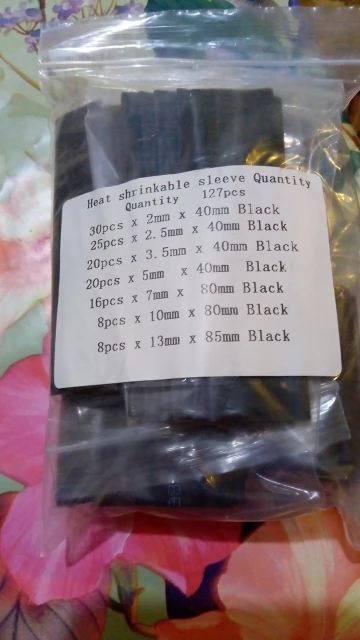 Heat shrinkable sleeve Quantity
Quantity 127pcs
30pcs x 2mm x 40mm Black
25pcs x 2.5mm x 40mm Black
20pcs x 3.5mm x 40mm Black
20pcs x 5mm x 40mm Black
16pcs x 7mm x 80mm Black
8pcs x 10mm x 80mm Black
8pcs x 13mm x 85mm Black